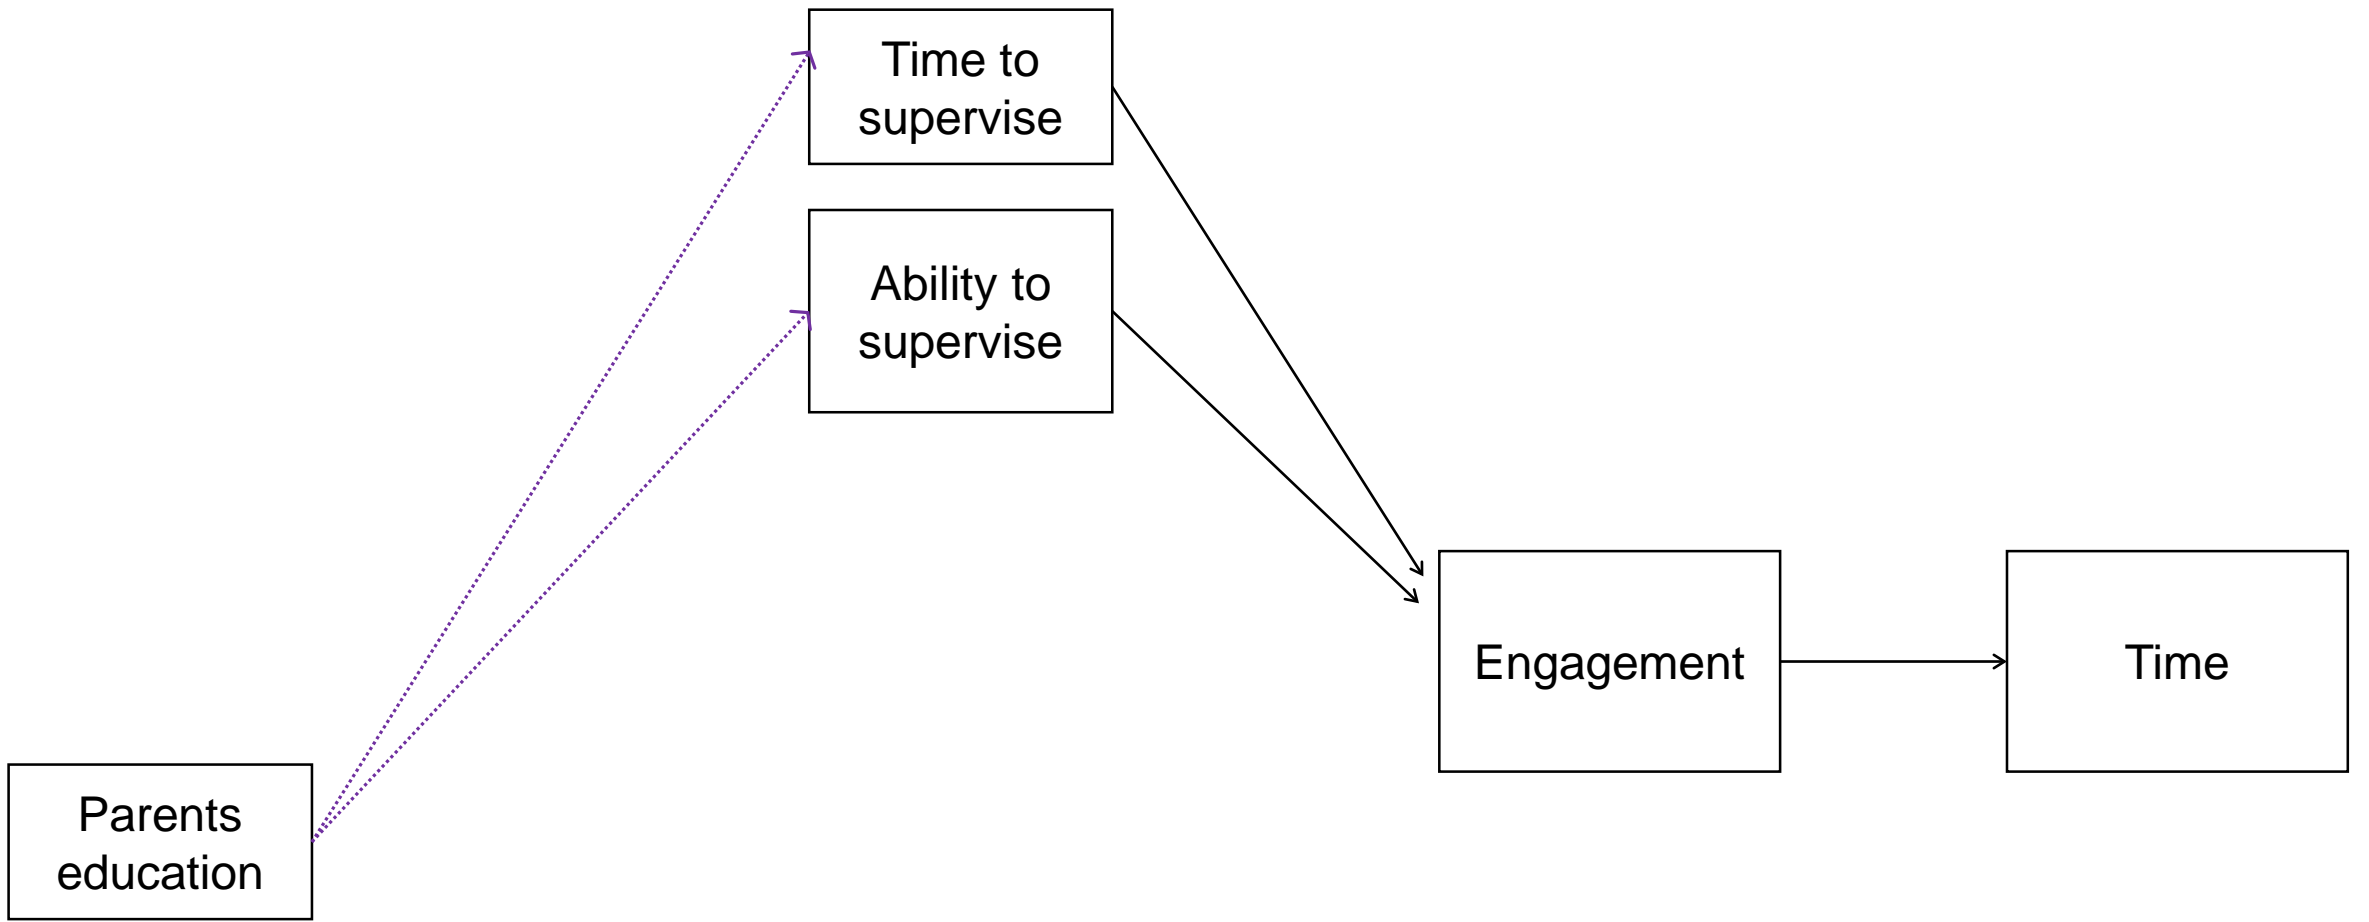 Time to
supervise
Ability to
supervise
Engagement
Time
Parents
education